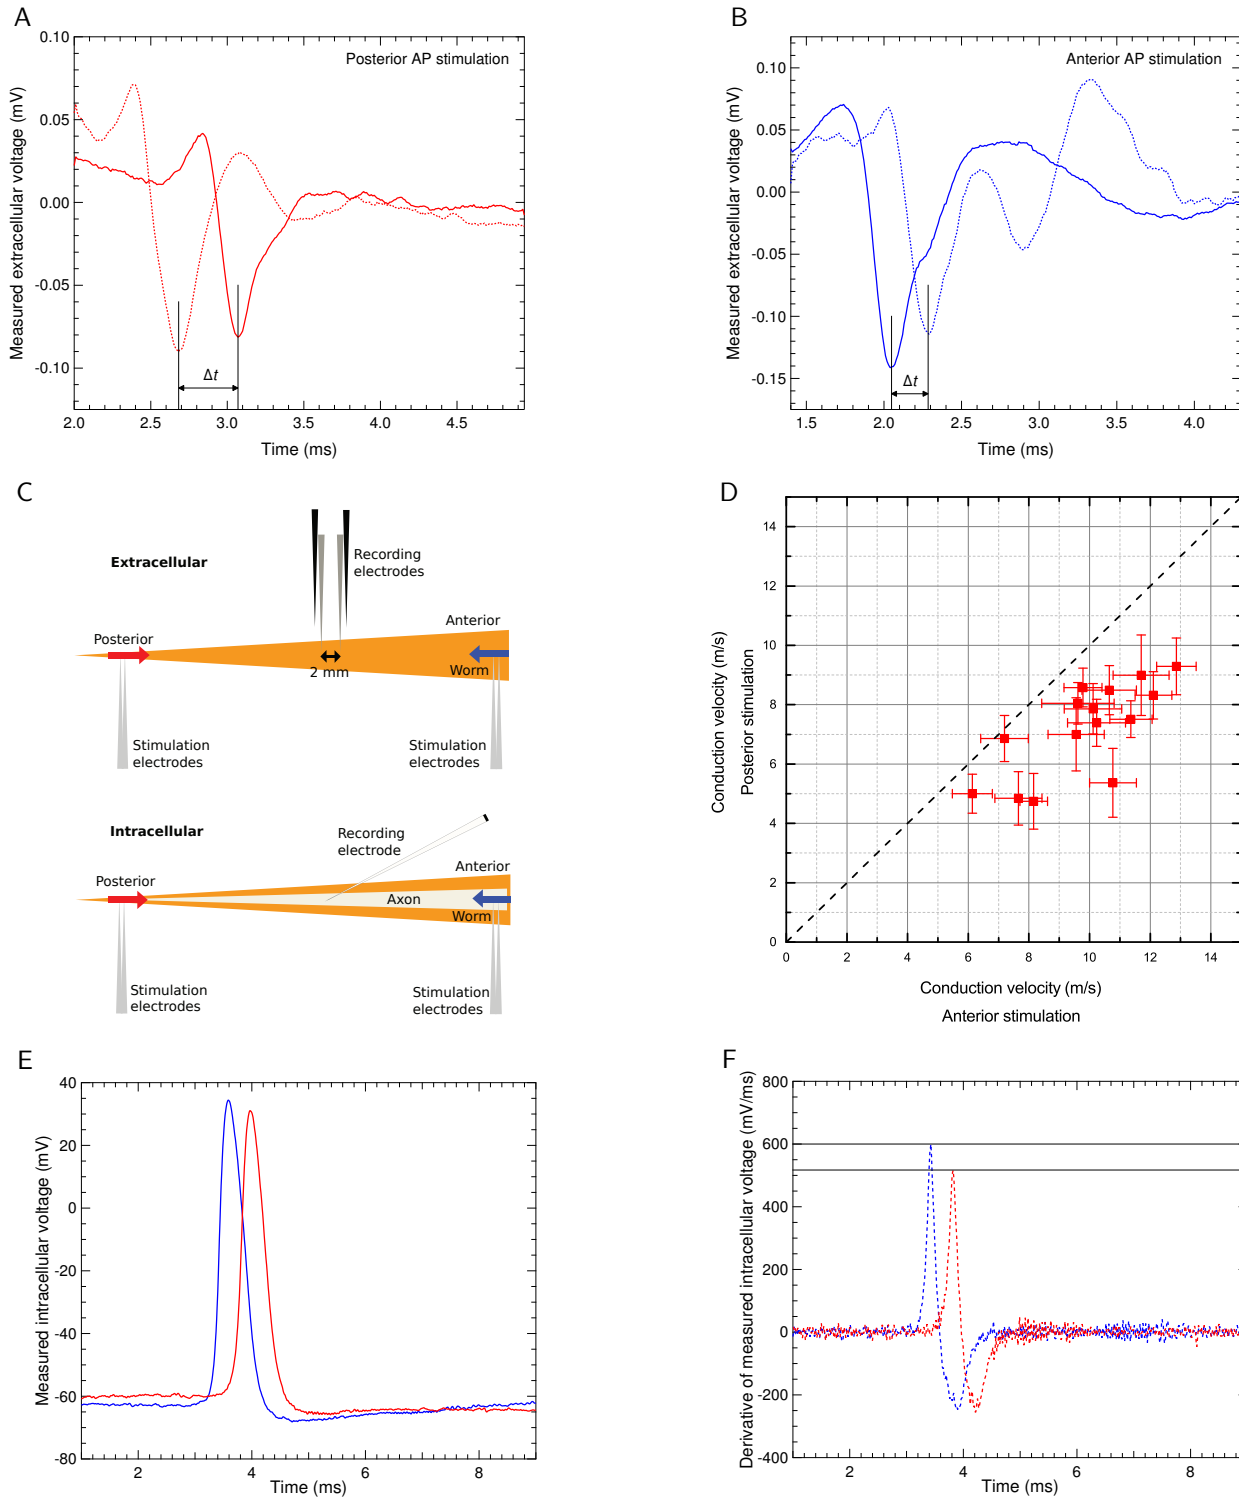 A
Posterior AP stimulation
Measured extracellular voltage (mV)
0.10
0.05
0.00
-0.05
-0.10
Δt
2.0 2.5 3.0 3.5 4.0 4.5
Time (ms)
B
Anterior AP stimulation
Measured extracellular voltage (mV)
0.10
0.05
0.00
-0.05
-0.10
-0.15
Δt
1.5 2.0 2.5 3.0 3.5 4.0
Time (ms)
C
Extracellular
Recording
electrodes
Posterior
Anterior
Worm
2 mm
Stimulation
electrodes
Stimulation
electrodes
Intracellular
Recording
electrode
Posterior
Anterior
Axon
Worm
Stimulation
electrodes
Stimulation
electrodes
D
Conduction velocity (m/s)
Posterior stimulation
14
12
10
8
6
4
2
0
0 2 4 6 8 10 12 14
Conduction velocity (m/s)
Anterior stimulation
E
Measured intracellular voltage (mV)
40
20
0
-20
-40
-60
-80
2 4 6 8
Time (ms)
F
Derivative of measured intracellular voltage (mV/ms)
800
600
400
200
0
-200
-400
2 4 6 8
Time (ms)